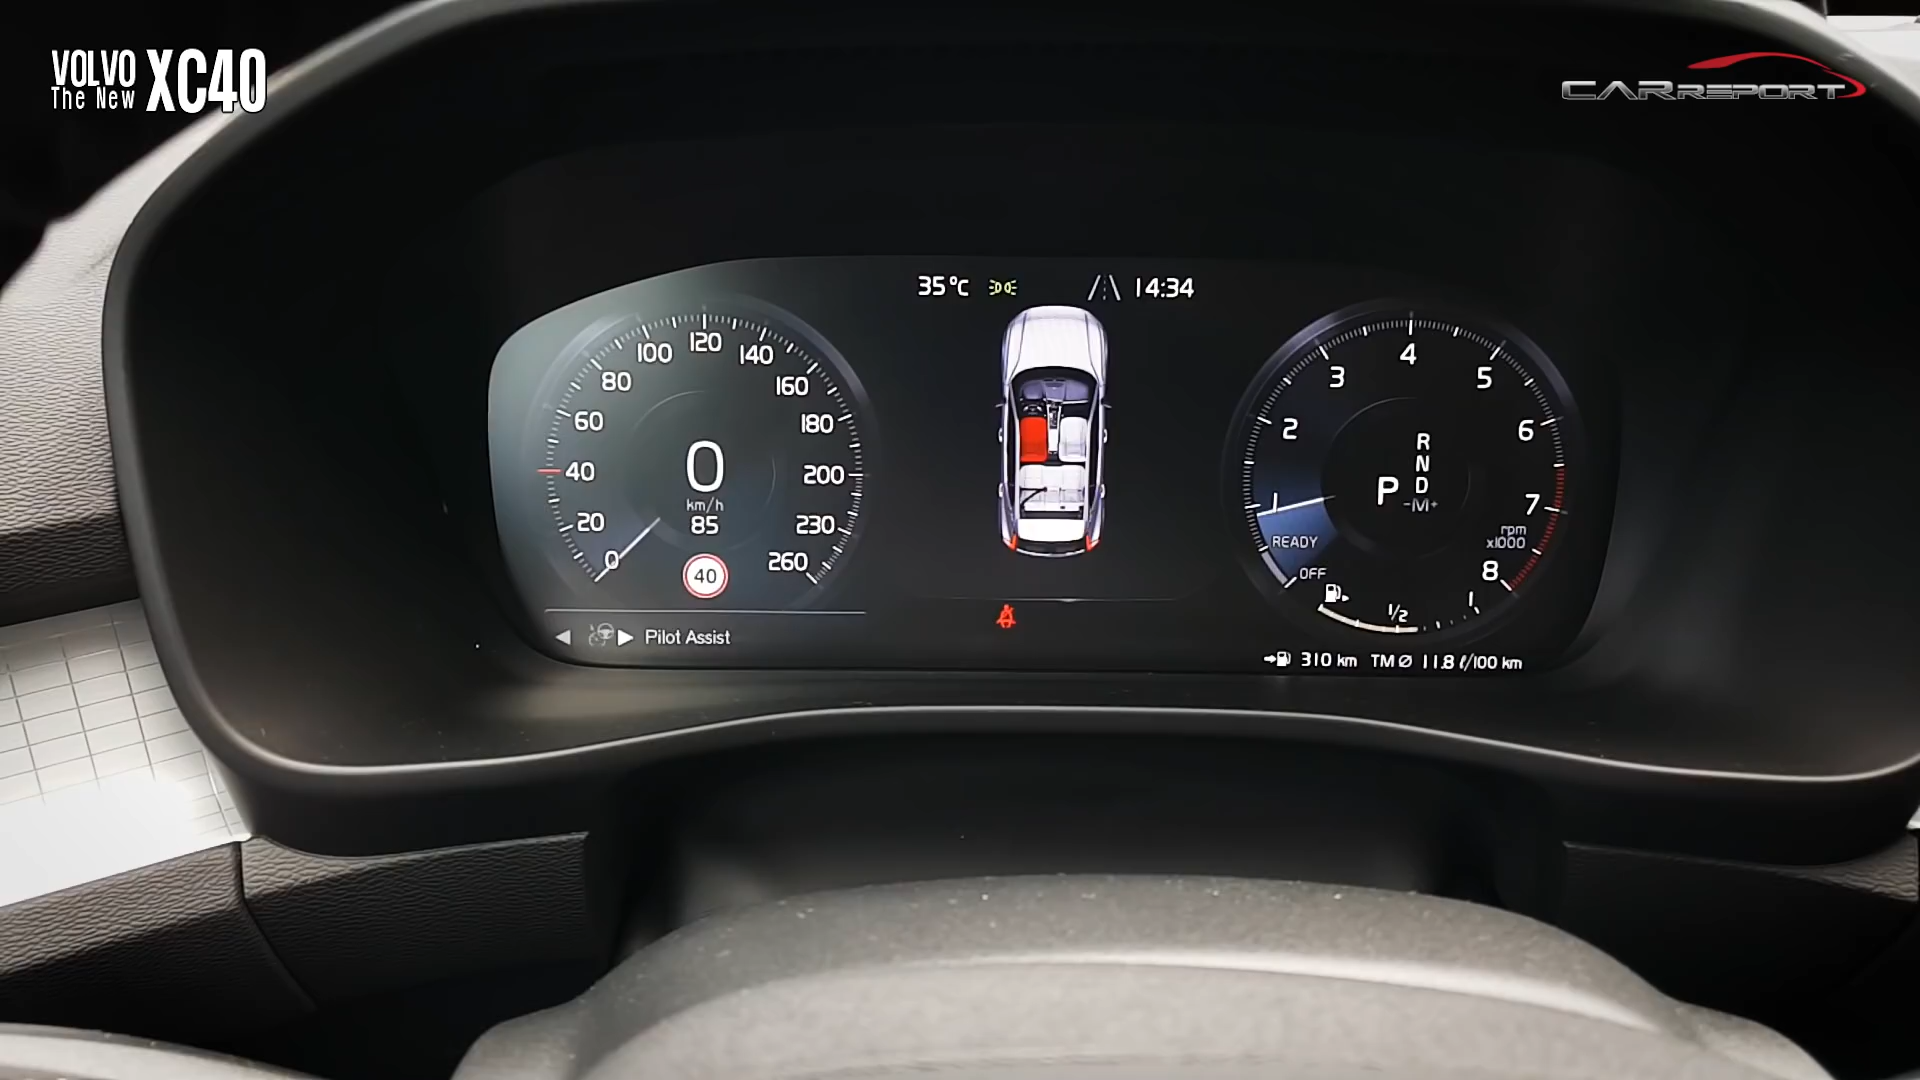 VOLVO
The New XC40
CARREPORT
35°C 14:34
0
20
40
60
80
100
120
140
160
180
200
230
260
0
km/h
85
40
Pilot Assist
1
2
3
4
5
6
7
8
rpm
x1000
READY
OFF
R
N
P D
-M+
1/2
1
310 km TM Ø 11.8 ℓ/100 km